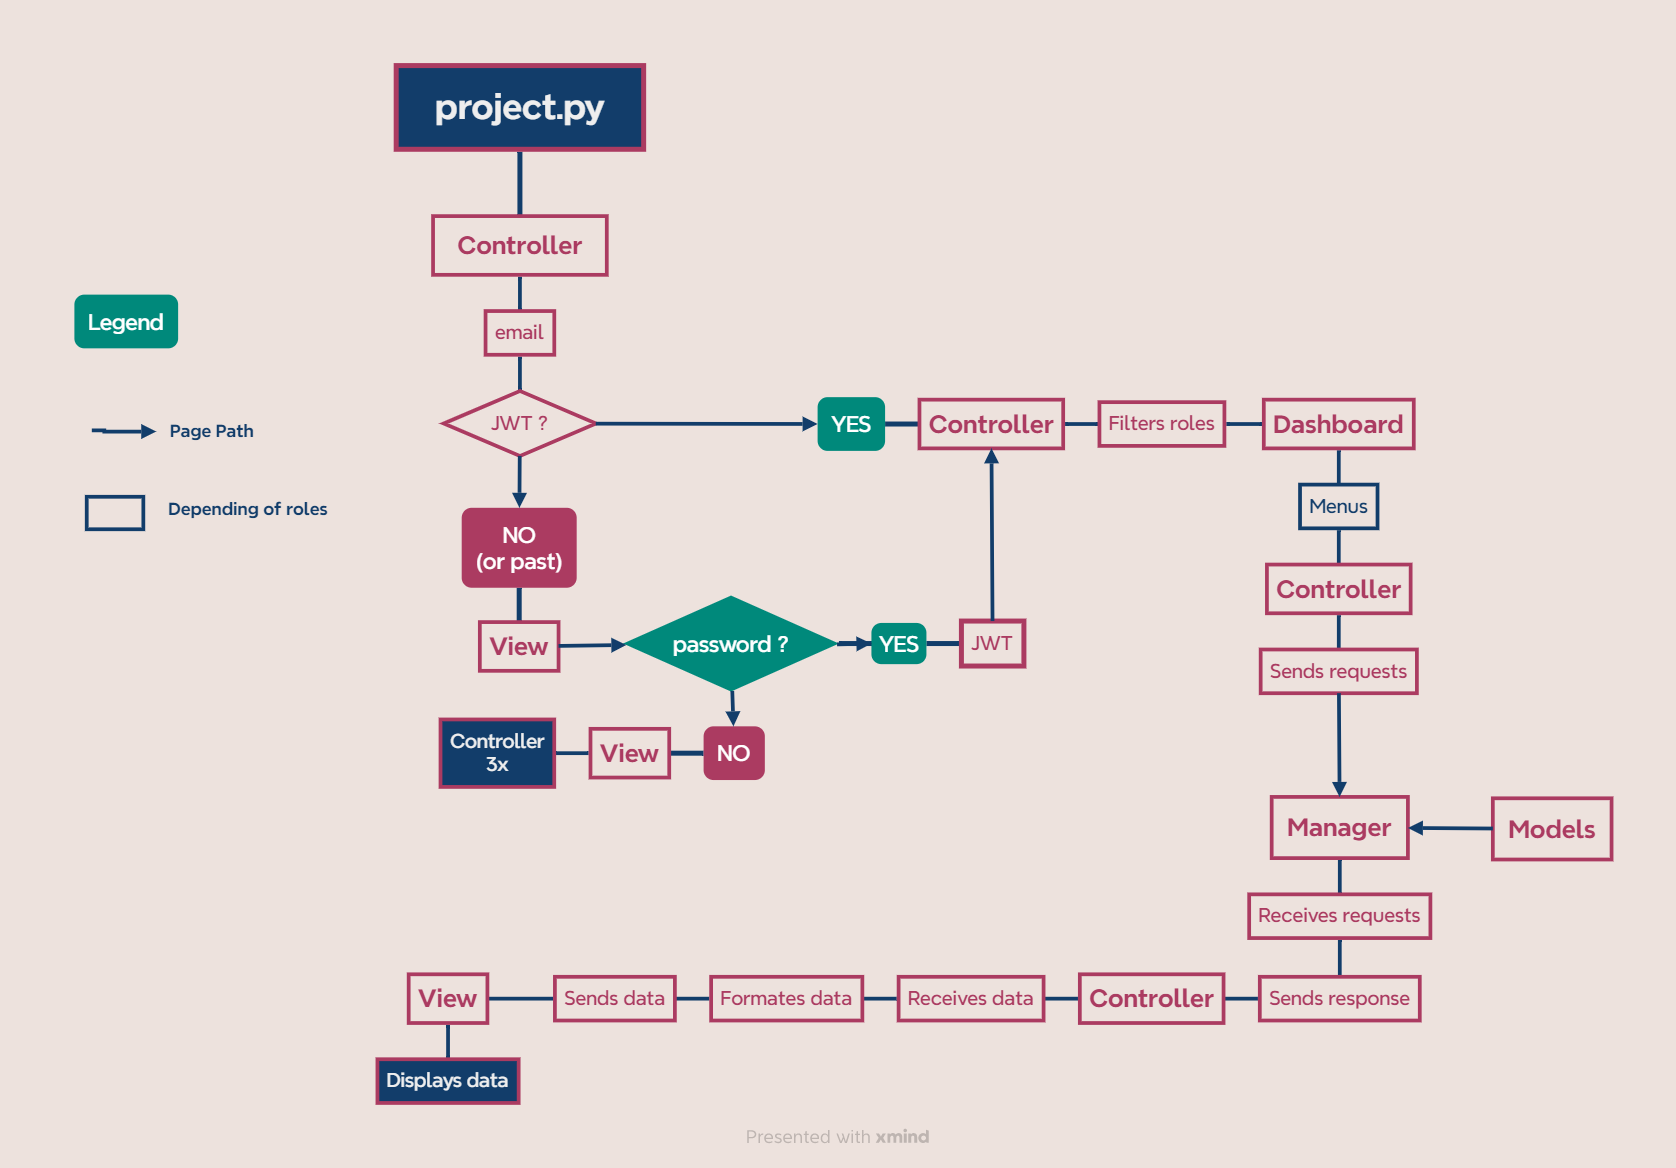 project.py
Controller
Legend
email
JWT ?
YES
Controller
Filters roles
Dashboard
Page Path
Menus
Depending of roles
NO
(or past)
Controller
View
password ?
YES
JWT
Sends requests
Controller
3x
View
NO
Manager
Models
Receives requests
View
Sends data
Formates data
Receives data
Controller
Sends response
Displays data
Presented with xmind